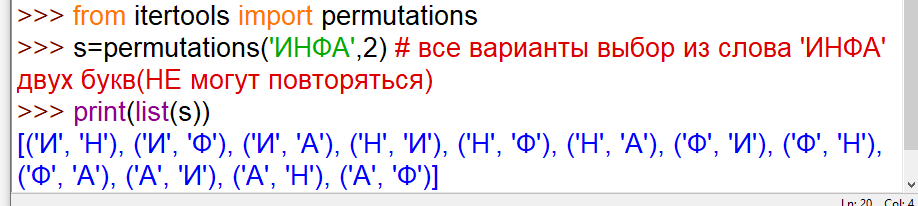 >>> from itertools import permutations
>>> s=permutations('ИНФА',2) # все варианты выбор из слова 'ИНФА'
двух букв(НЕ могут повторяться)
>>> print(list(s))
[('И', 'Н'), ('И', 'Ф'), ('И', 'А'), ('Н', 'И'), ('Н', 'Ф'), ('Н', 'А'), ('Ф', 'И'), ('Ф', 'Н'),
('Ф', 'А'), ('А', 'И'), ('А', 'Н'), ('А', 'Ф')]
Ln: 20 Col: 4